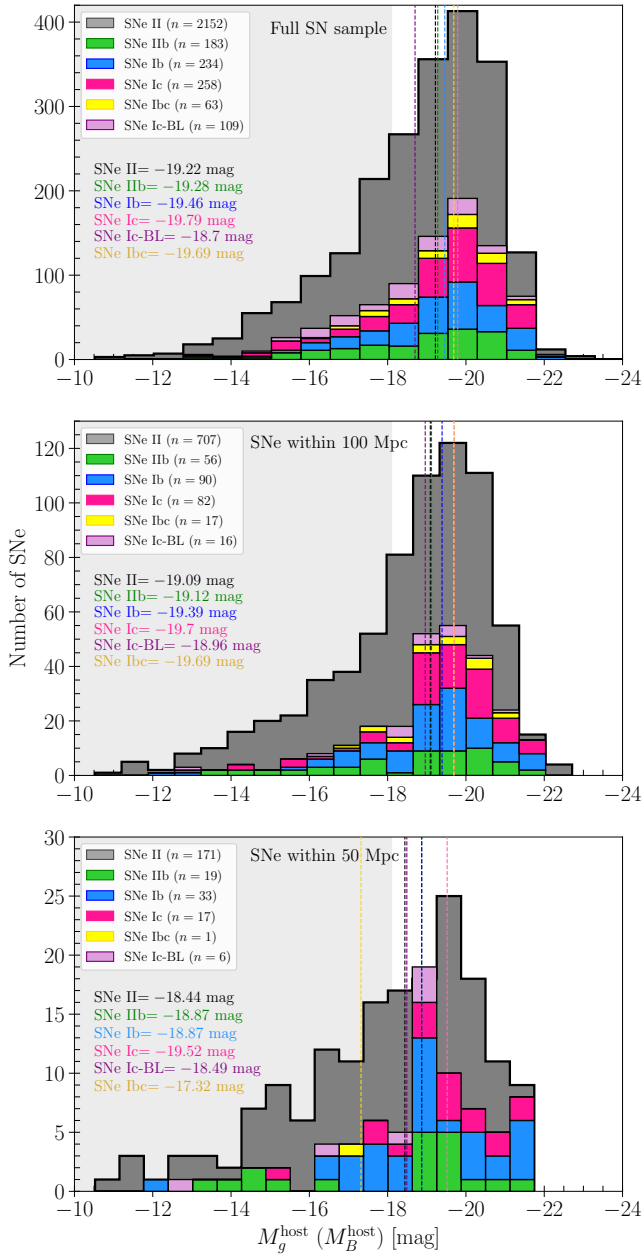 Full SN sample
SNe II (n = 2152)
SNe IIb (n = 183)
SNe Ib (n = 234)
SNe Ic (n = 258)
SNe Ibc (n = 63)
SNe Ic-BL (n = 109)
SNe II= −19.22 mag
SNe IIb= −19.28 mag
SNe Ib= −19.46 mag
SNe Ic= −19.79 mag
SNe Ic-BL= −18.7 mag
SNe Ibc= −19.69 mag
400
300
200
100
0
−10 −12 −14 −16 −18 −20 −22 −24
SNe within 100 Mpc
SNe II (n = 707)
SNe IIb (n = 56)
SNe Ib (n = 90)
SNe Ic (n = 82)
SNe Ibc (n = 17)
SNe Ic-BL (n = 16)
SNe II= −19.09 mag
SNe IIb= −19.12 mag
SNe Ib= −19.39 mag
SNe Ic= −19.7 mag
SNe Ic-BL= −18.96 mag
SNe Ibc= −19.69 mag
Number of SNe
120
100
80
60
40
20
0
−10 −12 −14 −16 −18 −20 −22 −24
SNe within 50 Mpc
SNe II (n = 171)
SNe IIb (n = 19)
SNe Ib (n = 33)
SNe Ic (n = 17)
SNe Ibc (n = 1)
SNe Ic-BL (n = 6)
SNe II= −18.44 mag
SNe IIb= −18.87 mag
SNe Ib= −18.87 mag
SNe Ic= −19.52 mag
SNe Ic-BL= −18.49 mag
SNe Ibc= −17.32 mag
30
25
20
15
10
5
0
−10 −12 −14 −16 −18 −20 −22 −24
M_g^host (M_B^host) [mag]